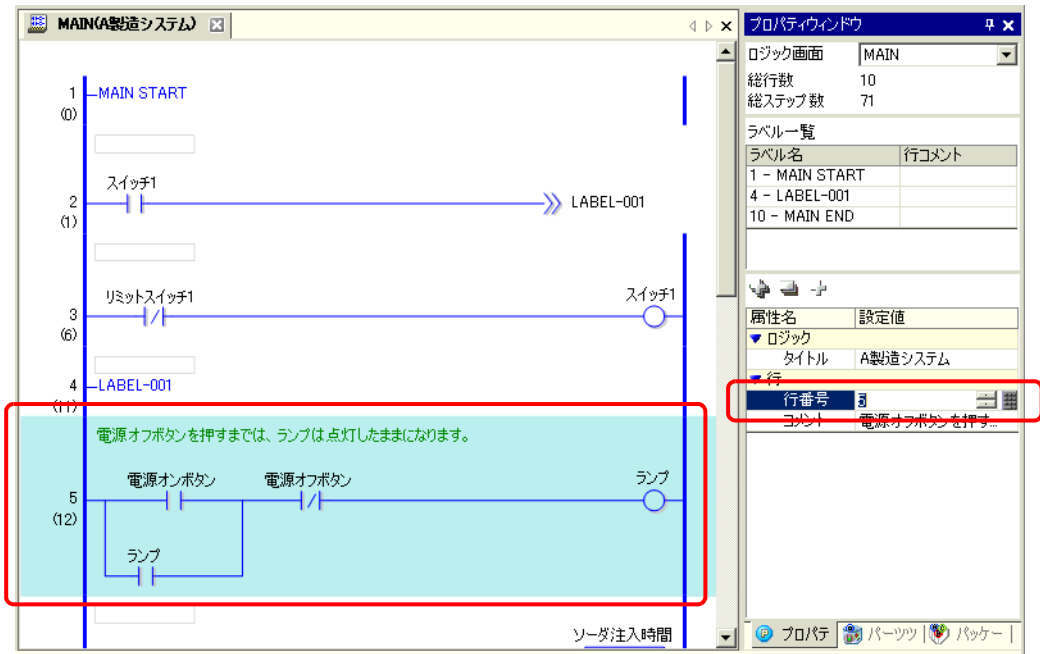 MAIN(A製造システム)
1
(0)
MAIN START
スイッチ1
2
(1)
LABEL-001
リミットスイッチ1
スイッチ1
3
(6)
4
(11)
LABEL-001
電源オフボタンを押すまでは、ランプは点灯したままになります。
電源オンボタン
電源オフボタン
ランプ
5
(12)
ランプ
ソーダ注入時間
プロパティウィンドウ
ロジック画面 MAIN
総行数 10
総ステップ数 71
ラベル一覧
ラベル名 行コメント
1 - MAIN START
4 - LABEL-001
10 - MAIN END
属性名 設定値
ロジック
タイトル A製造システム
行
行番号 5
コメント 電源オフボタンを押す...
プロパテ パーツツ パッケー